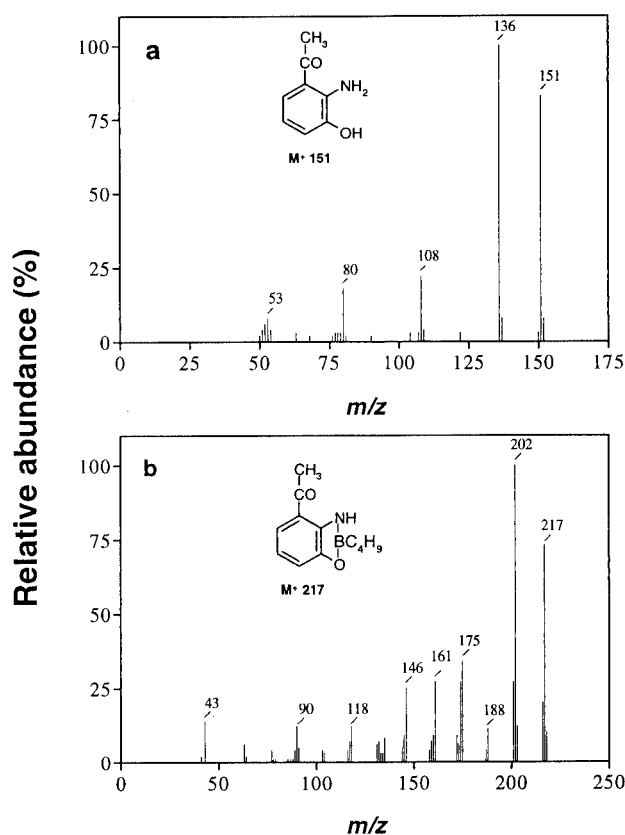 Relative abundance (%)
a
CH₃
CO
NH₂
OH
M⁺ 151
100
75
50
25
0
53
80
108
136
151
0 25 50 75 100 125 150 175
m/z
b
CH₃
CO
NH
BC₄H₉
O
M⁺ 217
100
75
50
25
0
43
90
118
146
161
175
188
202
217
0 50 100 150 200 250
m/z